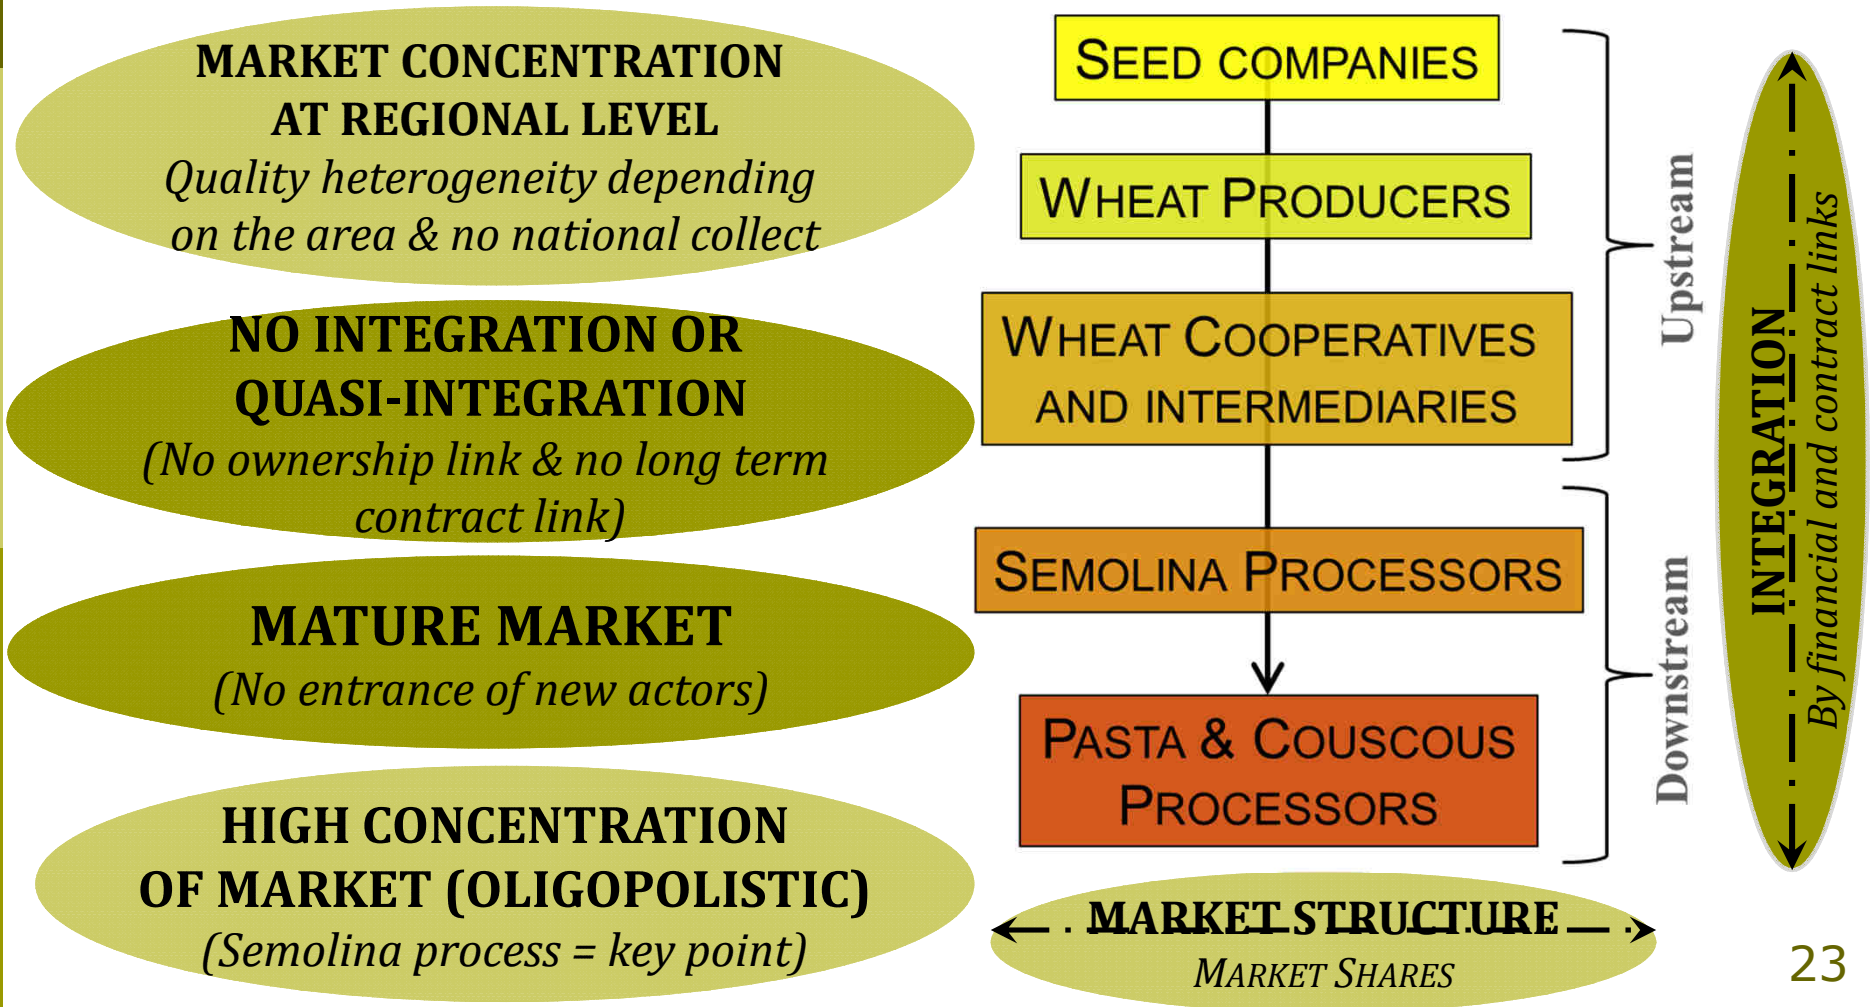 MARKET CONCENTRATION
AT REGIONAL LEVEL
Quality heterogeneity depending
on the area & no national collect
NO INTEGRATION OR
QUASI-INTEGRATION
(No ownership link & no long term
contract link)
MATURE MARKET
(No entrance of new actors)
HIGH CONCENTRATION
OF MARKET (OLIGOPOLISTIC)
(Semolina process = key point)
SEED COMPANIES
WHEAT PRODUCERS
WHEAT COOPERATIVES
AND INTERMEDIARIES
SEMOLINA PROCESSORS
PASTA & COUSCOUS
PROCESSORS
Upstream
Downstream
INTEGRATION
By financial and contract links
MARKET STRUCTURE
MARKET SHARES
23